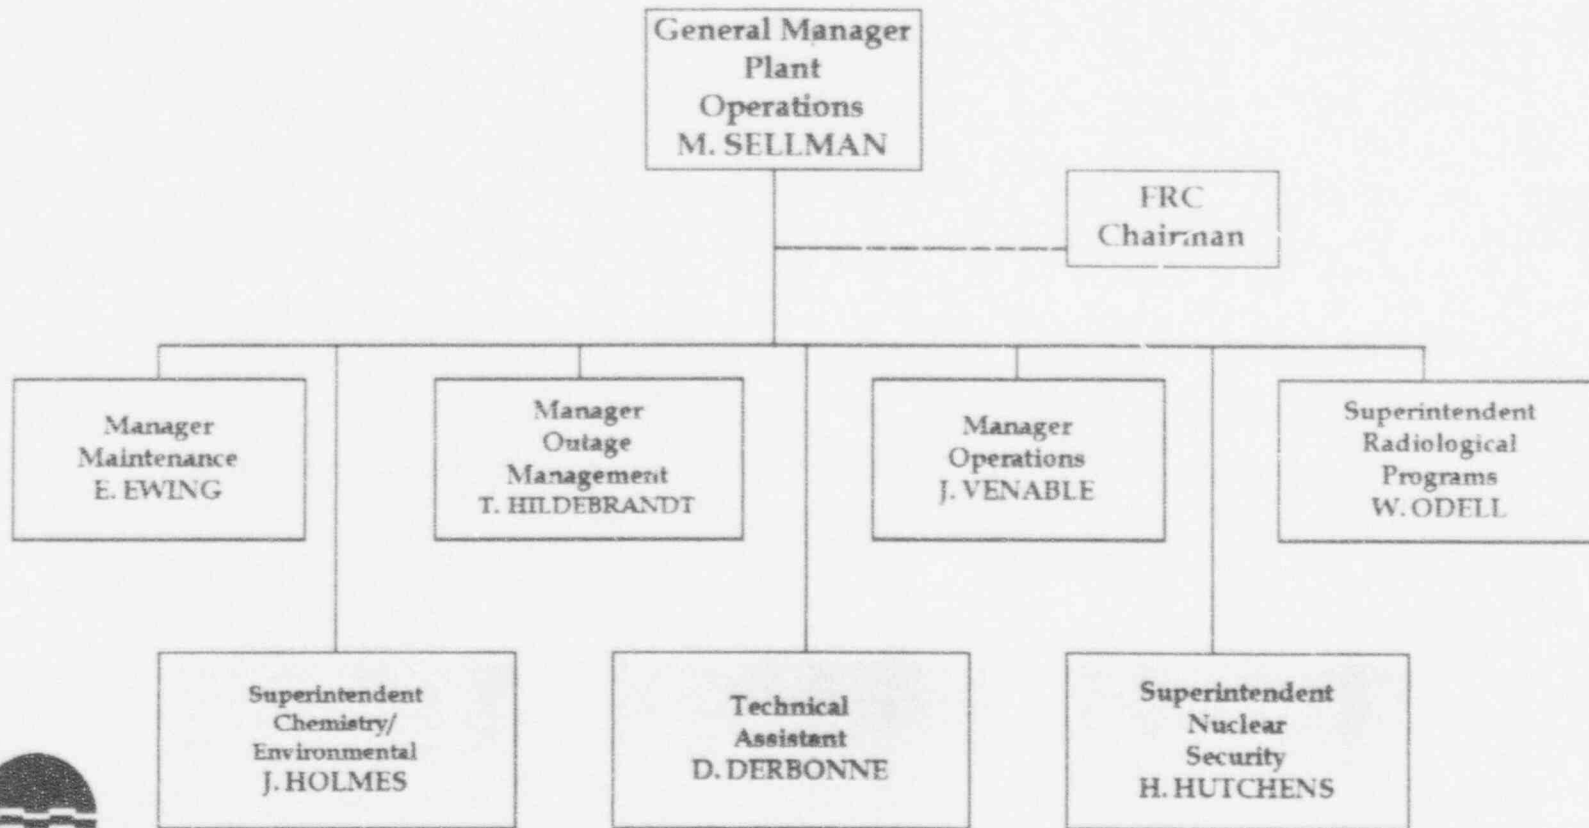 General Manager
Plant
Operations
M. SELLMAN
FRC
Chairman
Manager
Maintenance
E. EWING
Manager
Outage
Management
T. HILDEBRANDT
Manager
Operations
J. VENABLE
Superintendent
Radiological
Programs
W. ODELL
Superintendent
Chemistry/
Environmental
J. HOLMES
Technical
Assistant
D. DERBONNE
Superintendent
Nuclear
Security
H. HUTCHENS